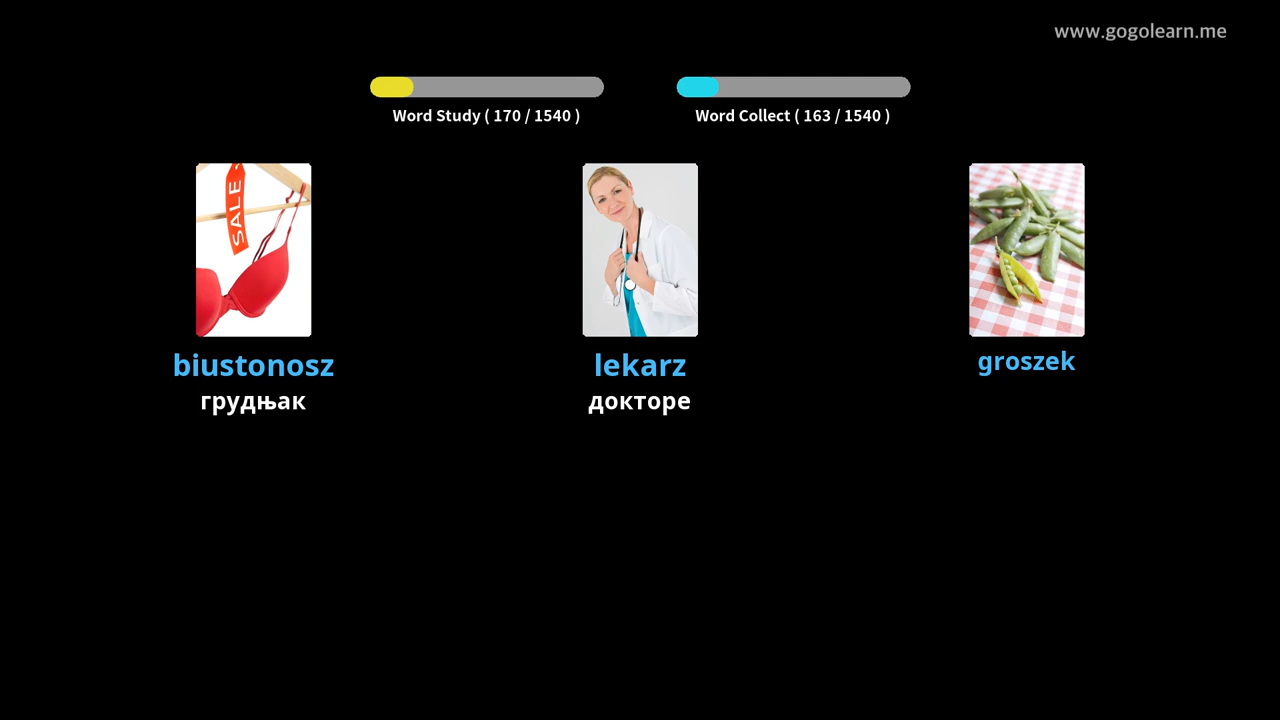 www.gogolearn.me
Word Study ( 170 / 1540 )
Word Collect ( 163 / 1540 )
SALE
biustonosz
lekarz
groszek
грудњак
докторе